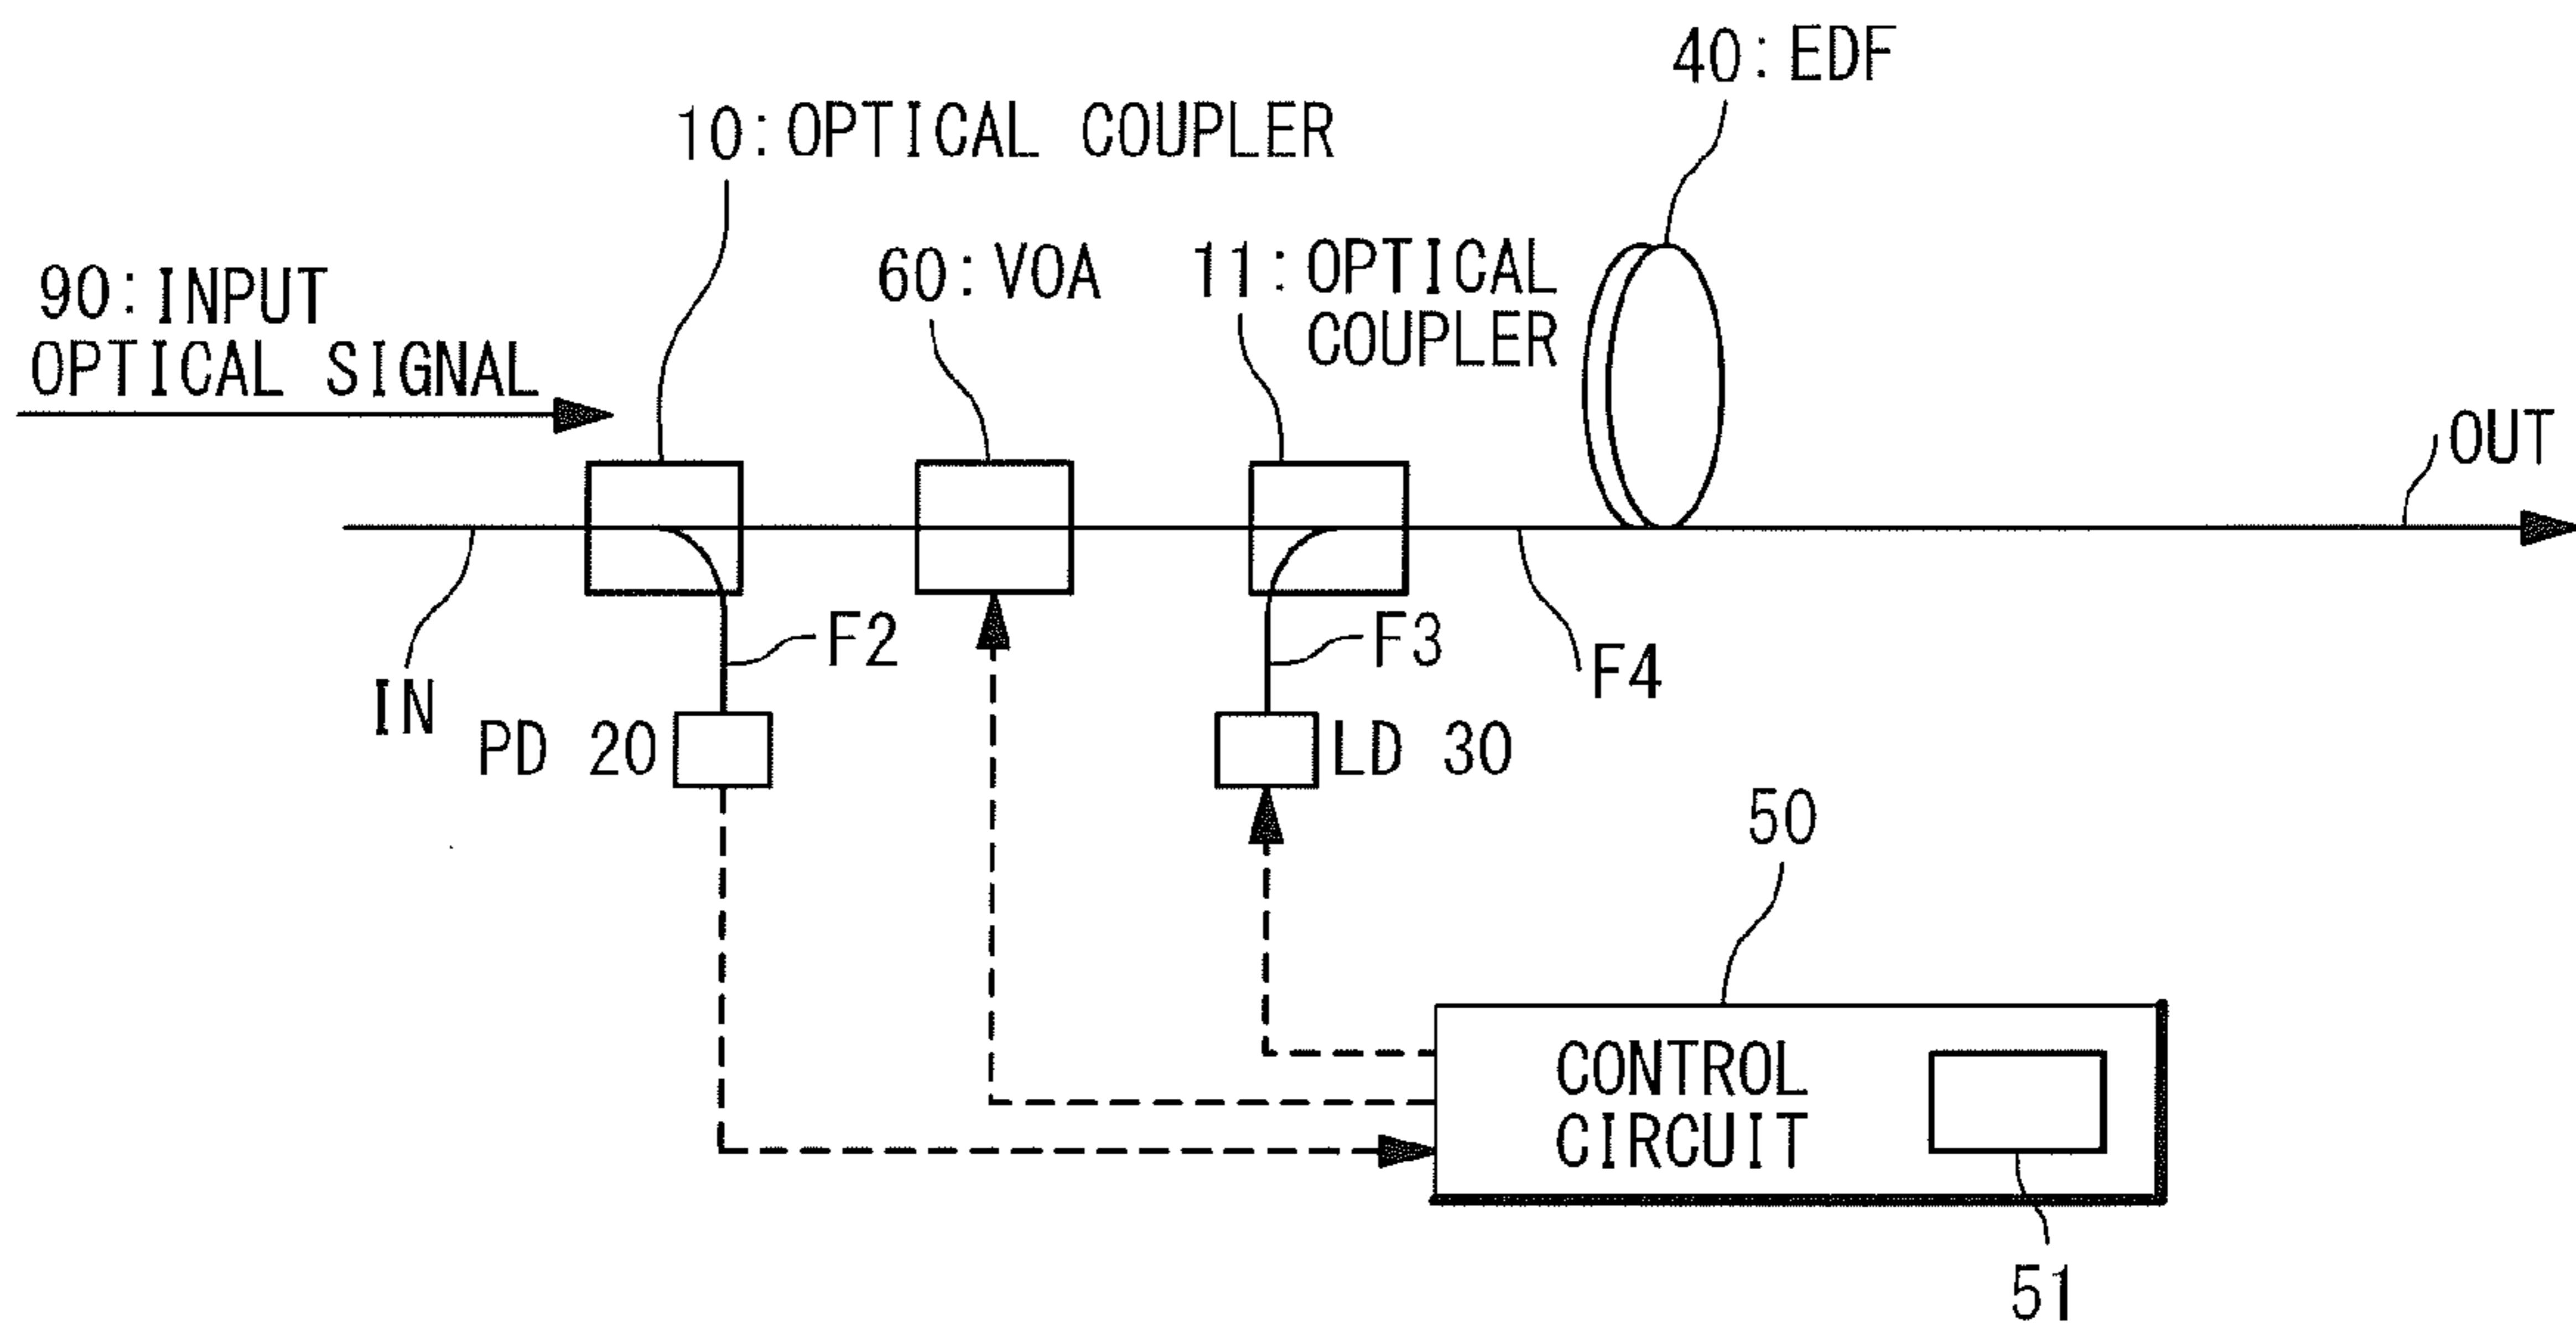 40:EDF
10:OPTICAL COUPLER
90:INPUT
OPTICAL SIGNAL
60:VOA
11:OPTICAL
COUPLER
OUT
IN
F2
F3
F4
PD 20
LD 30
50
CONTROL
CIRCUIT
51